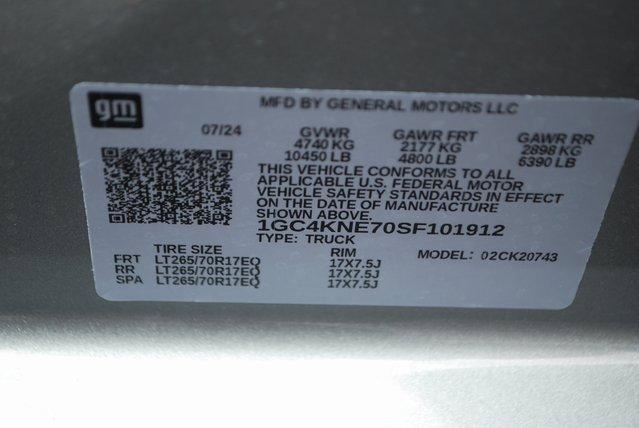 gm
MFD BY GENERAL MOTORS LLC
07/24 GVWR GAWR FRT GAWR RR
4740 KG 2177 KG 2898 KG
10450 LB 4800 LB 6390 LB
THIS VEHICLE CONFORMS TO ALL
APPLICABLE U.S. FEDERAL MOTOR
VEHICLE SAFETY STANDARDS IN EFFECT
ON THE DATE OF MANUFACTURE
SHOWN ABOVE.
1GC4KNE70SF101912
TYPE: TRUCK
TIRE SIZE RIM MODEL: 02CK20743
FRT LT265/70R17EQ 17X7.5J
RR LT265/70R17EQ 17X7.5J
SPA LT265/70R17EQ 17X7.5J